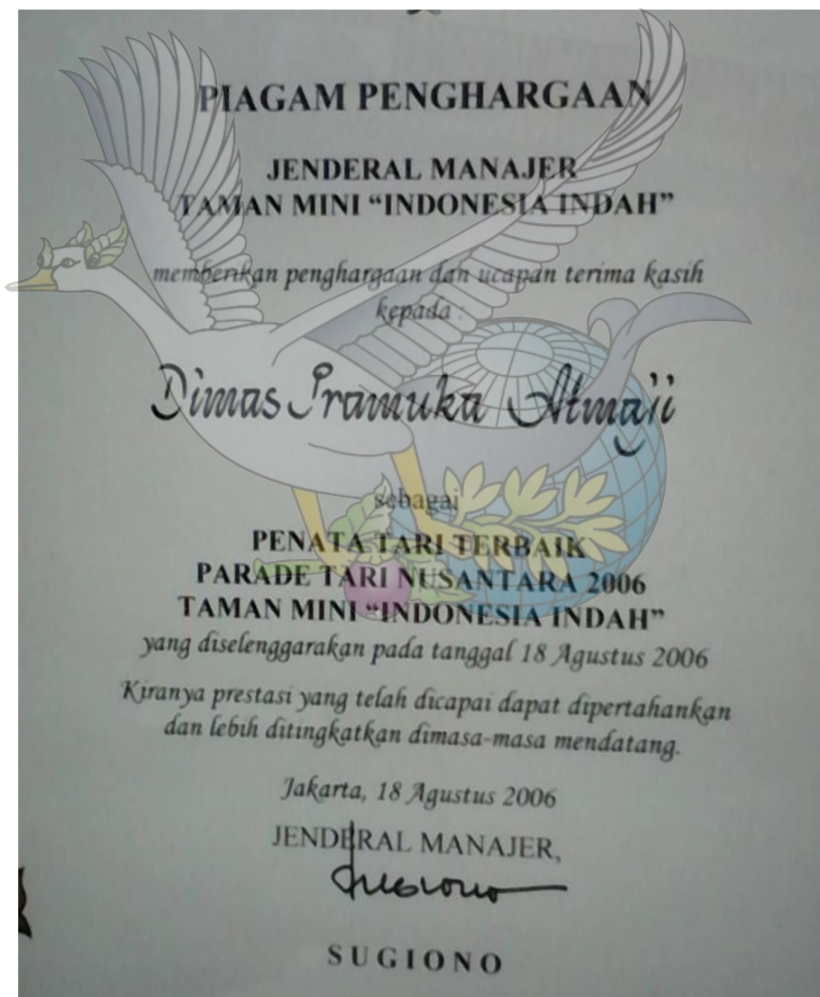 PIAGAM PENGHARGAAN
JENDERAL MANAJER
TAMAN MINI “INDONESIA INDAH”
memberikan penghargaan dan ucapan terima kasih
kepada :
Dimas Pramuka Atmaji
sebagai
PENATA TARI TERBAIK
PARADE TARI NUSANTARA 2006
TAMAN MINI “INDONESIA INDAH”
yang diselenggarakan pada tanggal 18 Agustus 2006
Kiranya prestasi yang telah dicapai dapat dipertahankan
dan lebih ditingkatkan dimasa-masa mendatang.
Jakarta, 18 Agustus 2006
JENDERAL MANAJER,
Sugiono
SUGIONO